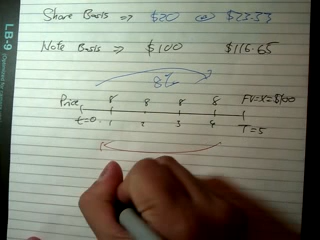 LB-9
Share Basis => $20 @ $23.33
Note Basis => $100 $116.65
28
Price 8 8 8 8 FV=X=$100
t=0 1 2 3 4 T=5